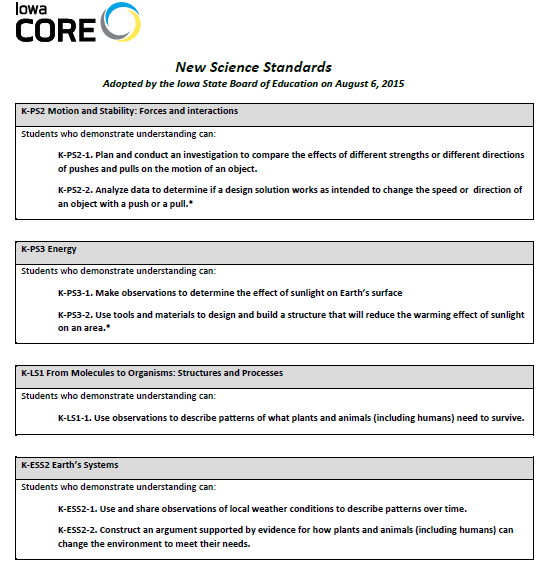 Iowa
CORE
New Science Standards
Adopted by the Iowa State Board of Education on August 6, 2015
K-PS2 Motion and Stability: Forces and interactions
Students who demonstrate understanding can:
K-PS2-1. Plan and conduct an investigation to compare the effects of different strengths or different directions
of pushes and pulls on the motion of an object.
K-PS2-2. Analyze data to determine if a design solution works as intended to change the speed or direction of
an object with a push or a pull.*
K-PS3 Energy
Students who demonstrate understanding can:
K-PS3-1. Make observations to determine the effect of sunlight on Earth's surface
K-PS3-2. Use tools and materials to design and build a structure that will reduce the warming effect of sunlight
on an area.*
K-LS1 From Molecules to Organisms: Structures and Processes
Students who demonstrate understanding can:
K-LS1-1. Use observations to describe patterns of what plants and animals (including humans) need to survive.
K-ESS2 Earth's Systems
Students who demonstrate understanding can:
K-ESS2-1. Use and share observations of local weather conditions to describe patterns over time.
K-ESS2-2. Construct an argument supported by evidence for how plants and animals (including humans) can
change the environment to meet their needs.